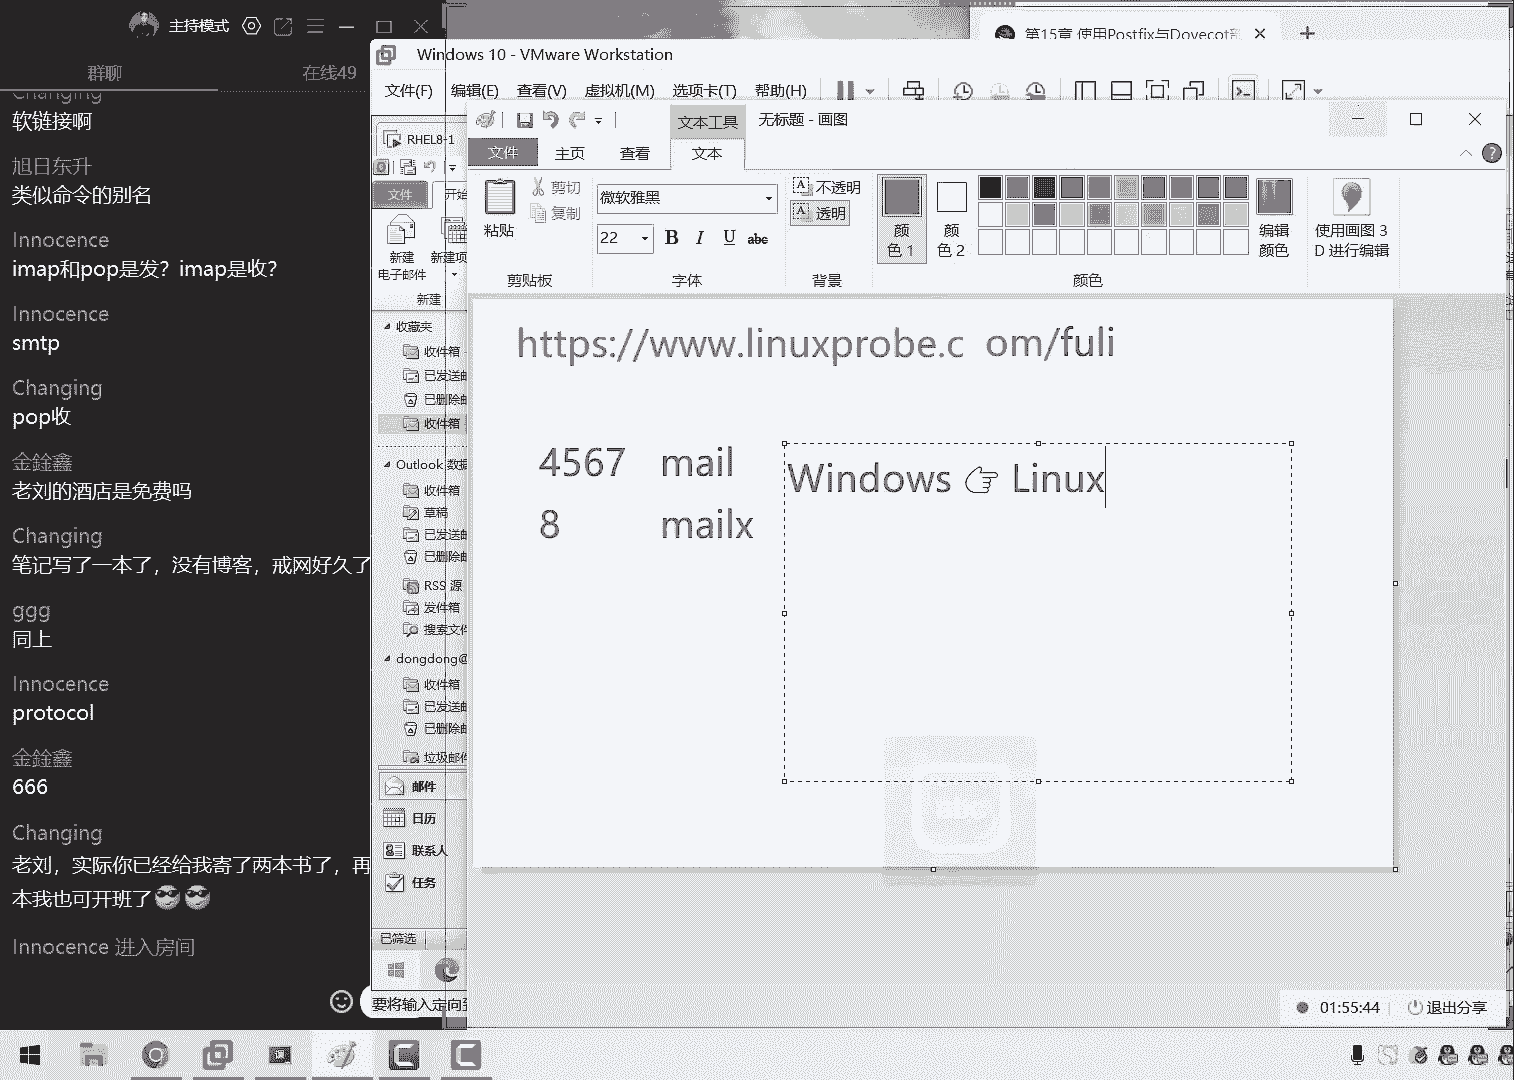 主持模式
群聊
在线49
Changing
软链接啊
旭日东升
类似命令的别名
Innocence
imap和pop是发？imap是收？
Innocence
smtp
Changing
pop收
金銓鑫
老刘的酒店是免费吗
Changing
笔记写了一本了，没有博客，戒网好久了
ggg
同上
Innocence
protocol
金銓鑫
666
Changing
老刘，实际你已经给我寄了两本书了，再
本我也可开班了
Innocence 进入房间
第15章 使用Postfix与Dovecot
Windows 10 - VMware Workstation
文件(F) 编辑(E) 查看(V) 虚拟机(M) 选项卡(T) 帮助(H)
RHEL8-1
文件 开始
新建
电子邮件
新建项
新建
收藏夹
收件箱
已发送邮
已删除邮
收件箱
Outlook 数据
收件箱
草稿
已发送邮
已删除邮
RSS 源
发件箱
搜索文件
dongdong@
收件箱
已发送邮
已删除邮
垃圾邮件
邮件
日历
联系人
任务
已筛选
要将输入定向到
文本工具
无标题 - 画图
文件 主页 查看 文本
粘贴
剪切
复制
剪贴板
微软雅黑
22 B I U abc
字体
不透明
透明
背景
颜
色 1
颜
色 2
颜色
编辑
颜色
使用画图 3
D 进行编辑
https://www.linuxprobe.c om/fuli
4567 mail
8 mailx
Windows 👉 Linux
01:55:44
退出分享